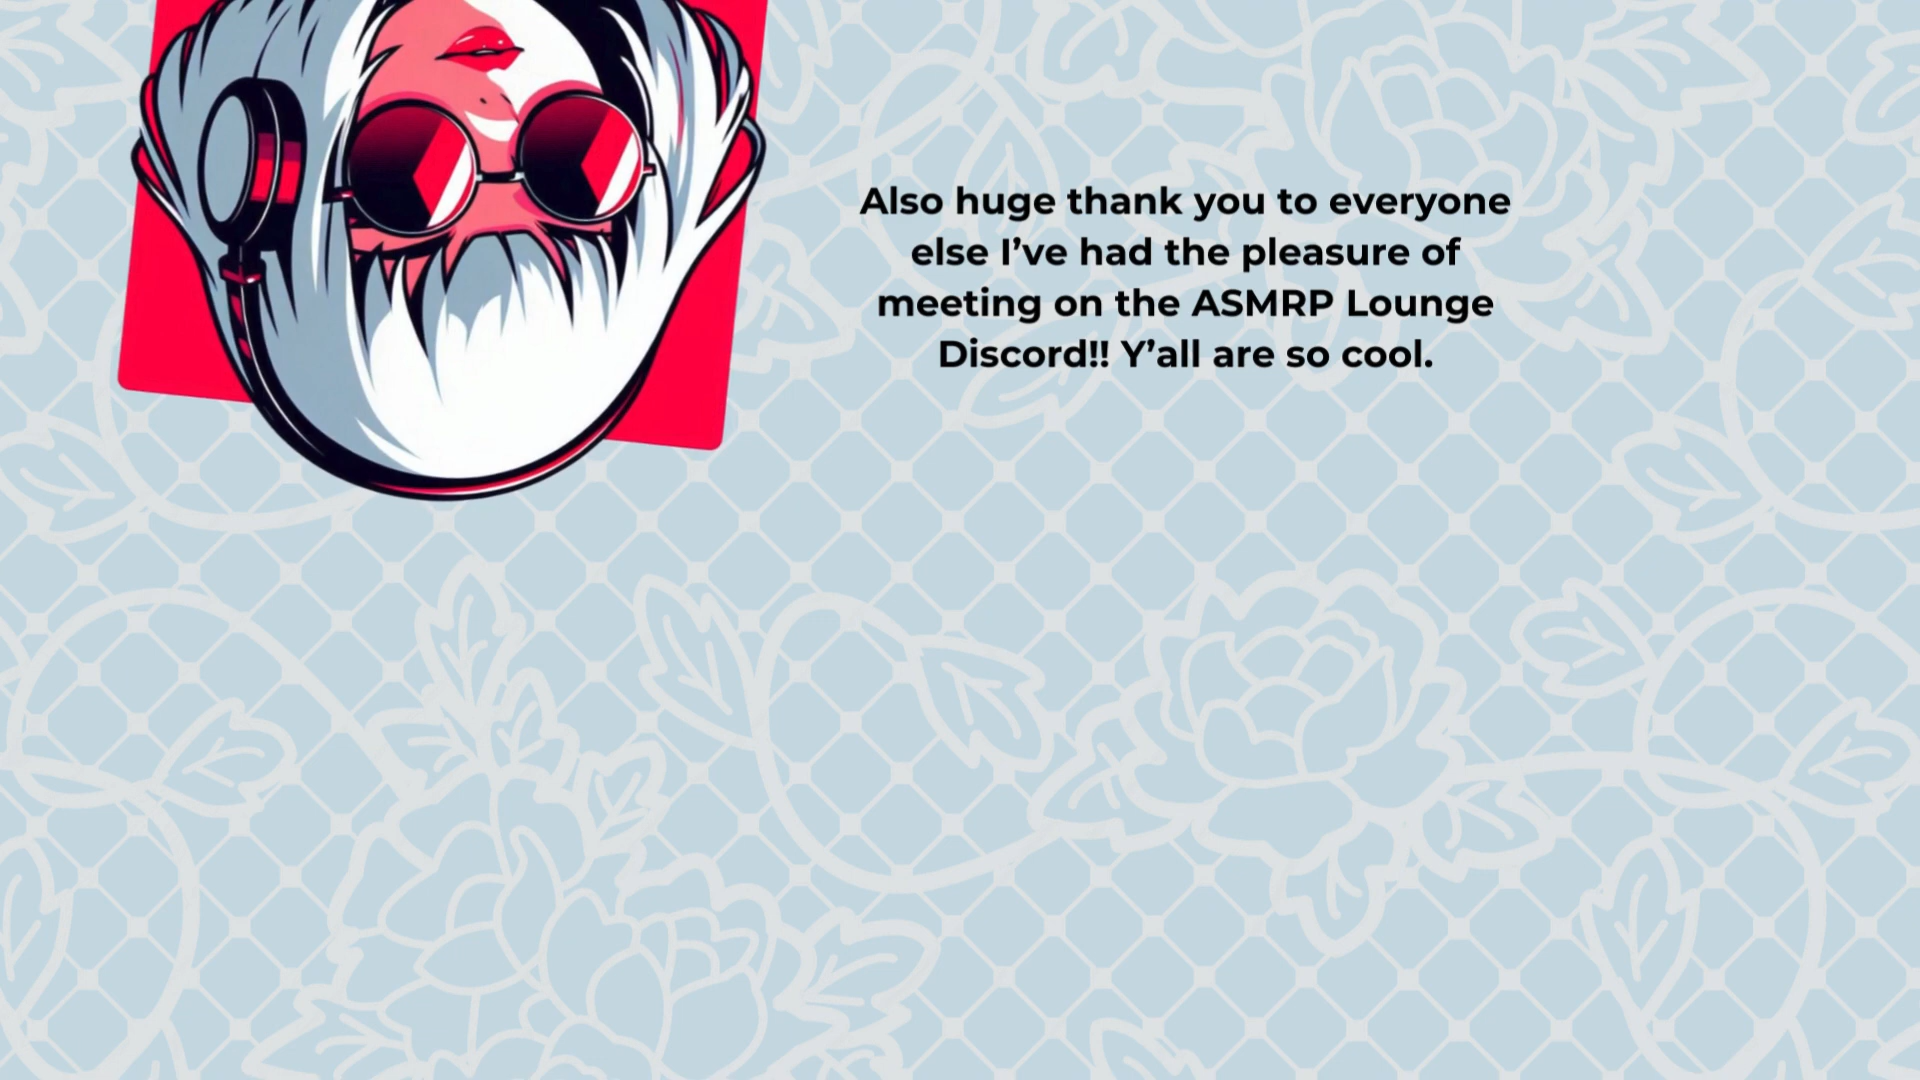 Also huge thank you to everyone
else I’ve had the pleasure of
meeting on the ASMRP Lounge
Discord!! Y’all are so cool.